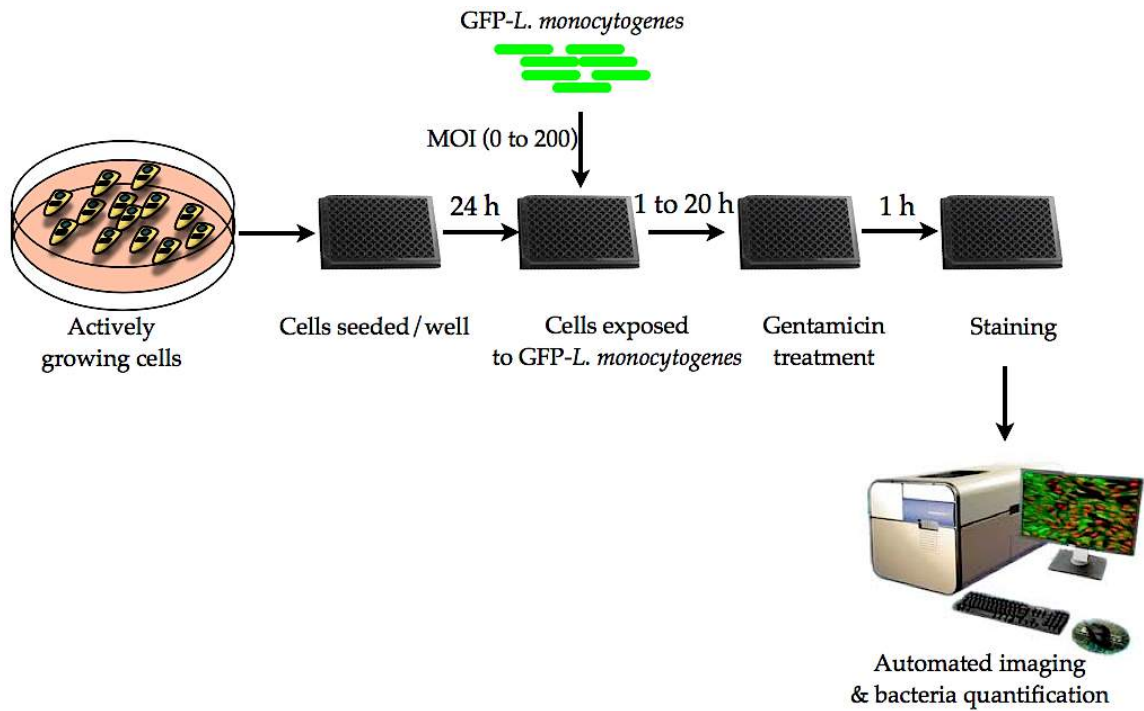 GFP-L. monocytogenes
MOI (0 to 200)
24 h
1 to 20 h
1 h
Actively
growing cells
Cells seeded/well
Cells exposed
to GFP-L. monocytogenes
Gentamicin
treatment
Staining
Automated imaging
& bacteria quantification